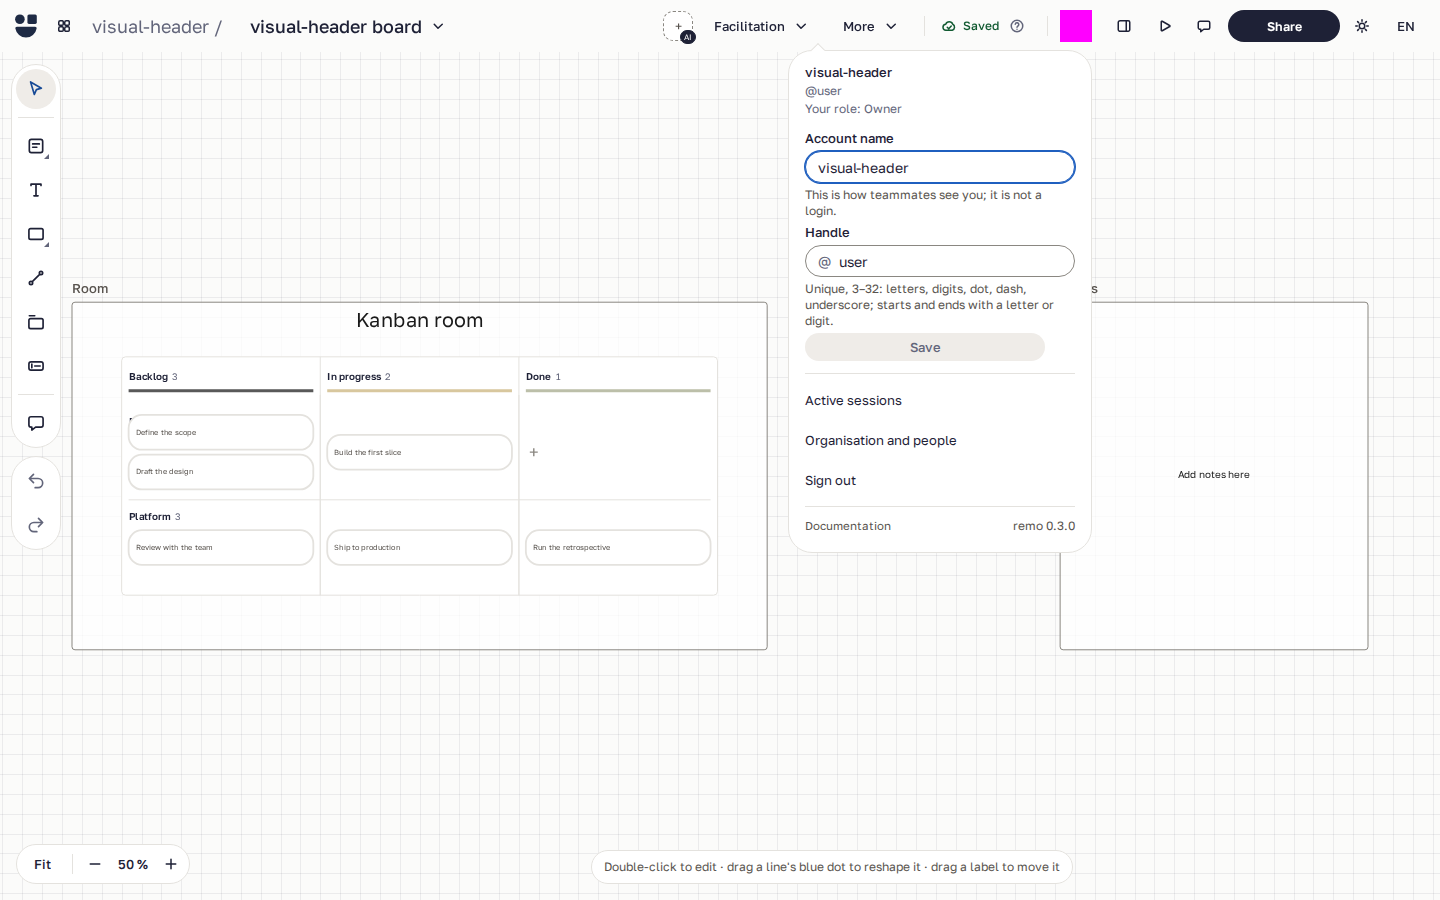 visual-header /
visual-header board
+
AI
Facilitation
More
Saved
Share
EN
visual-header
@user
Your role: Owner
Account name
visual-header
This is how teammates see you; it is not a
login.
Handle
@ user
Unique, 3–32: letters, digits, dot, dash,
underscore; starts and ends with a letter or
digit.
Save
Active sessions
Organisation and people
Sign out
Documentation
remo 0.3.0
Room
Kanban room
Backlog 3
In progress 2
Done 1
Define the scope
Build the first slice
+
Draft the design
Platform 3
Review with the team
Ship to production
Run the retrospective
Add notes here
Fit
50 %
Double-click to edit · drag a line's blue dot to reshape it · drag a label to move it